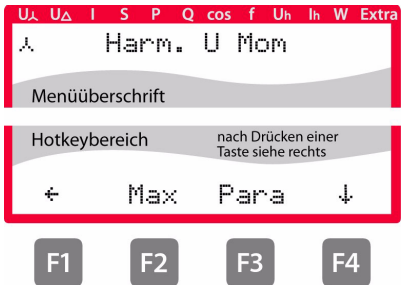 U⅄ U△ I S P Q cos f Uh Ih W Extra
⅄ Harm. U Mom
Menüüberschrift
Hotkeybereich
nach Drücken einer
Taste siehe rechts
← Max Para ↓
F1 F2 F3 F4